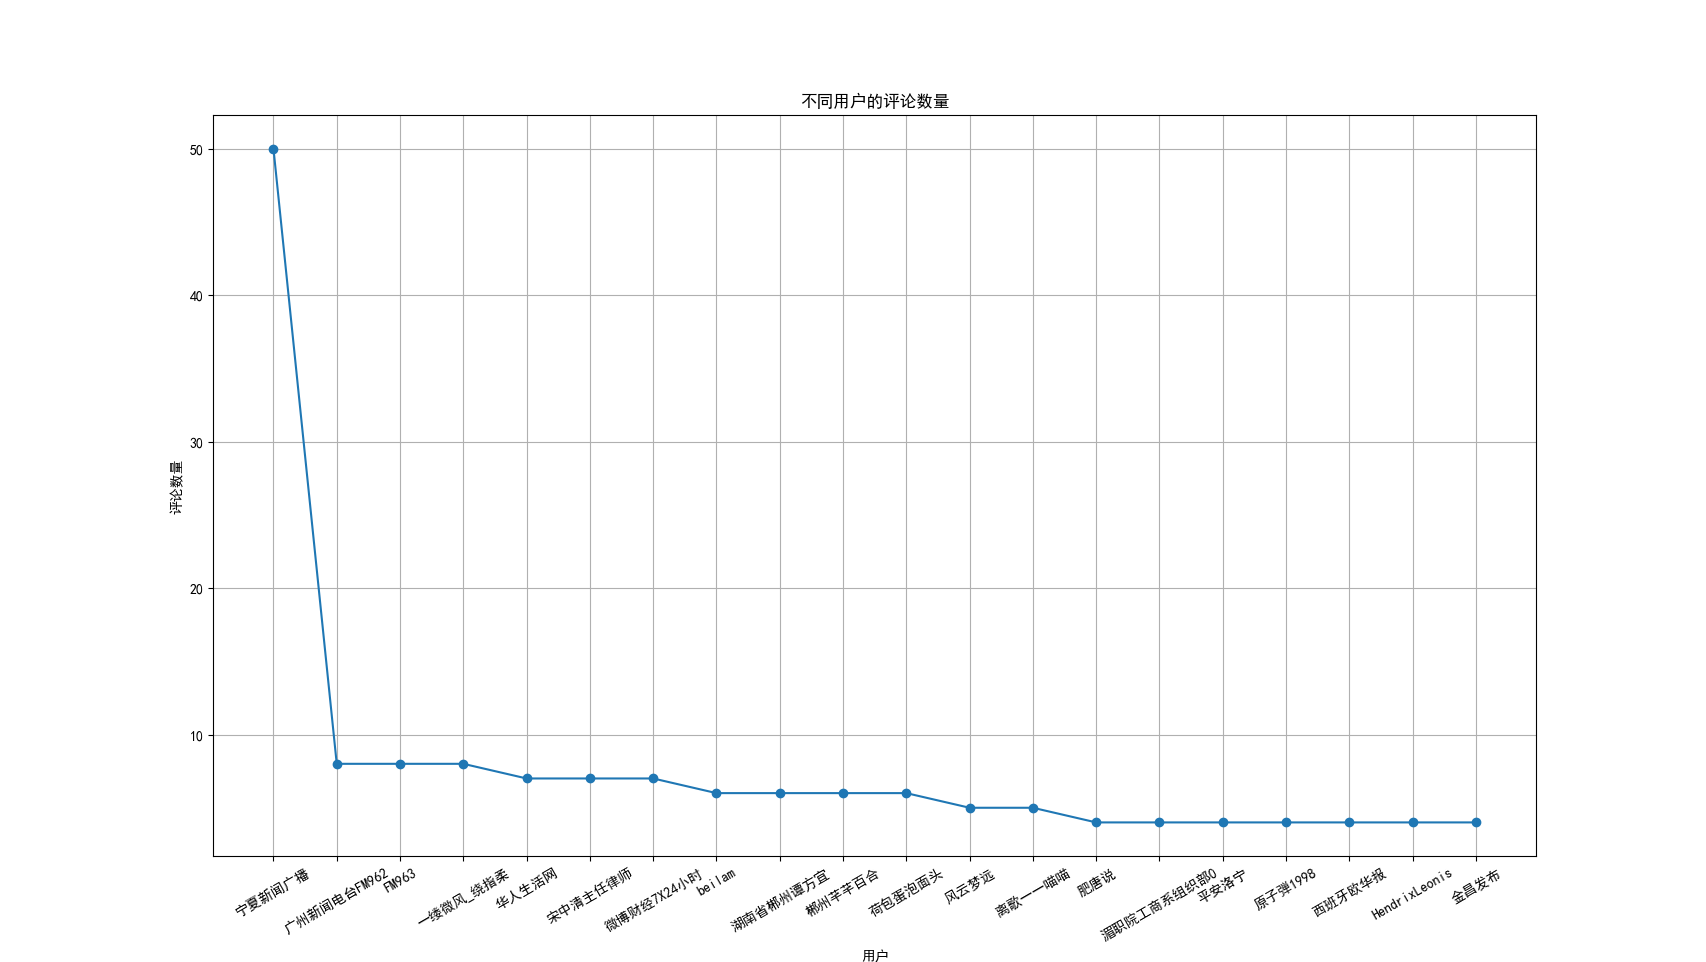 不同用户的评论数量
评论数量
50
40
30
20
10
宁夏新闻广播
广州新闻电台FM962
FM963
一缕微风_绕指柔
华人生活网
宋中清主任律师
微博财经7X24小时
beilam
湖南省郴州谭方宜
郴州芊芊百合
荷包蛋泡面头
风云梦远
离歌一一喵喵
肥唐说
湄职院工商系组织部0
平安洛宁
原子弹1998
西班牙欧华报
HendrixLeonis
金昌发布
用户